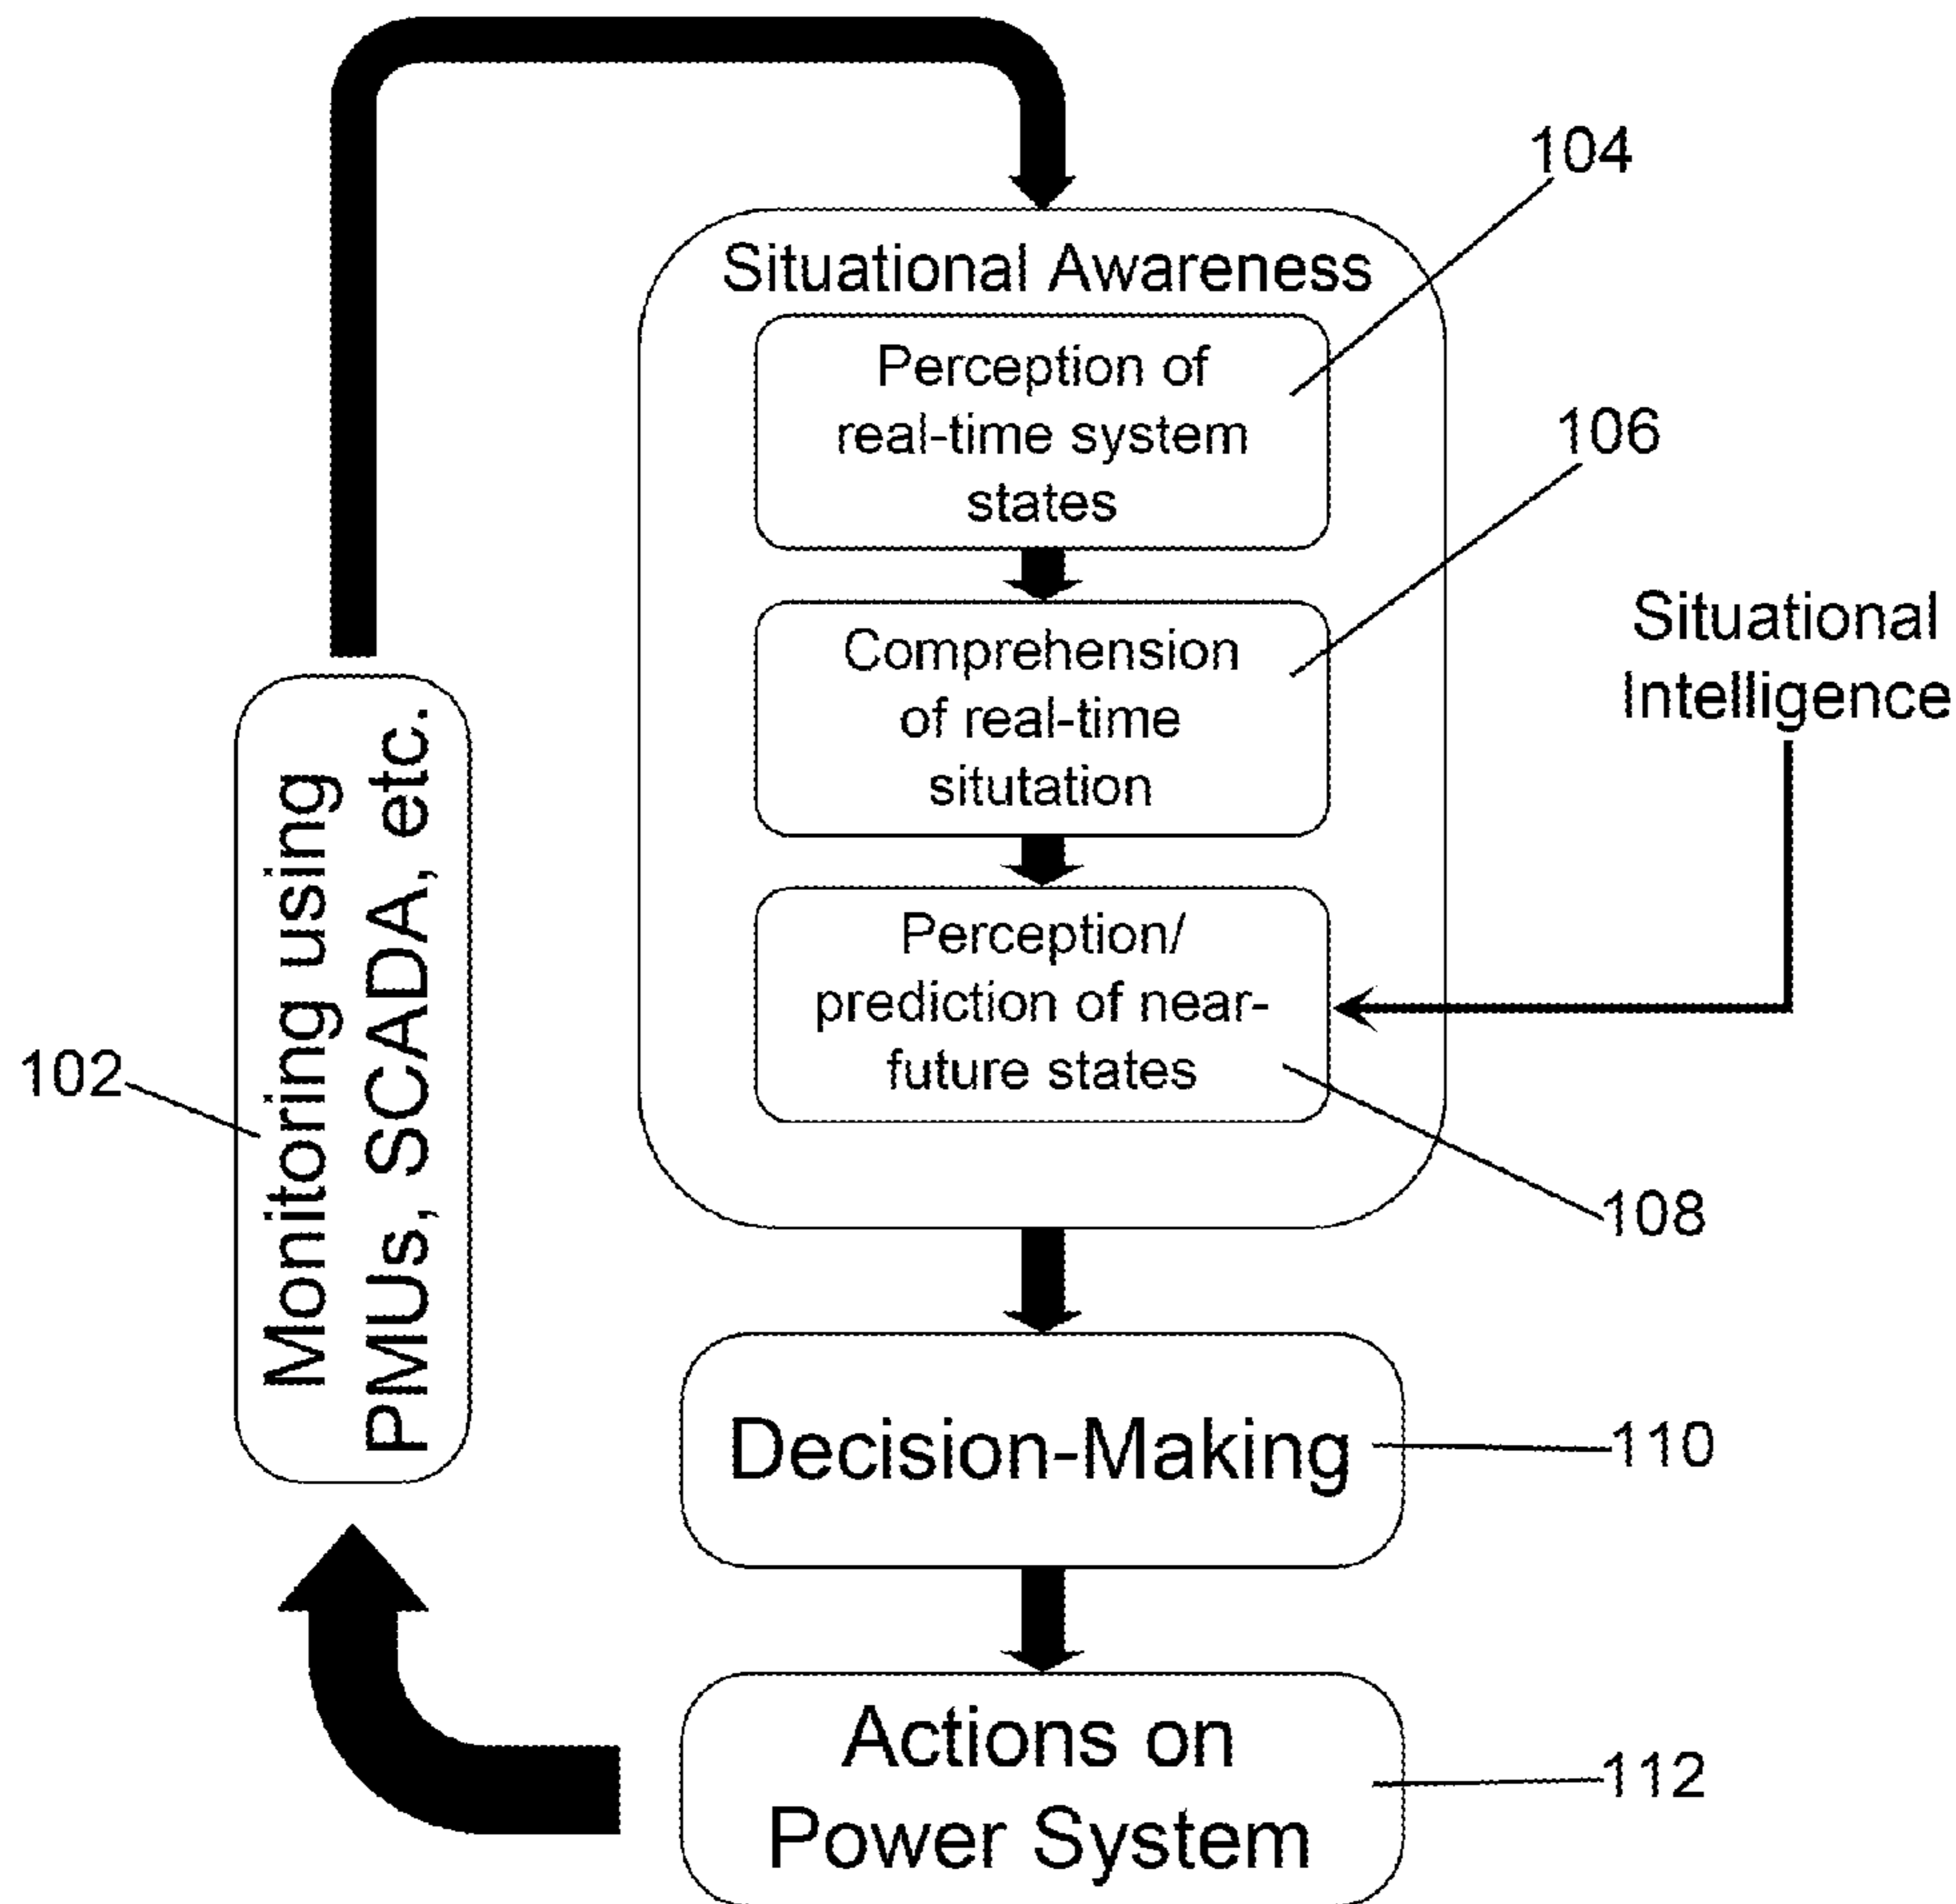 104
Situational Awareness
Perception of
real-time system
states
106
Comprehension
of real-time
situtation
Situational
Intelligence
Perception/
prediction of near-
future states
108
102
Monitoring using
PMUs, SCADA, etc.
Decision-Making
110
Actions on
Power System
112